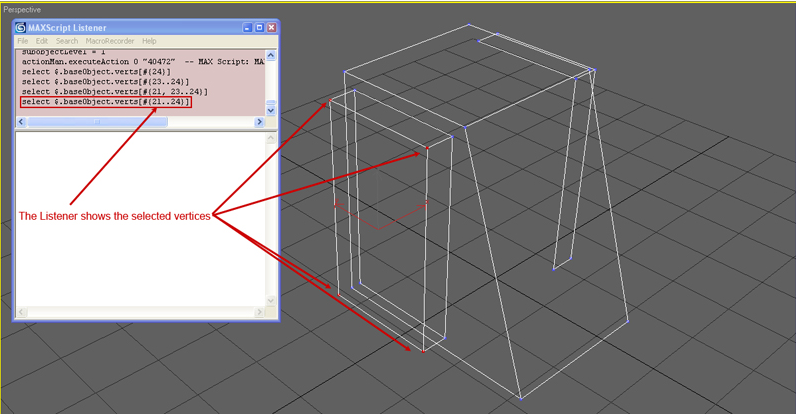 Perspective
MAXScript Listener
File Edit Search MacroRecorder Help
subobjectLevel = 1
actionMan.executeAction 0 "40472" -- MAX Script: MA
select $.baseObject.verts[#{24}]
select $.baseObject.verts[#{23..24}]
select $.baseObject.verts[#{21, 23..24}]
select $.baseObject.verts[#{21..24}]
The Listener shows the selected vertices